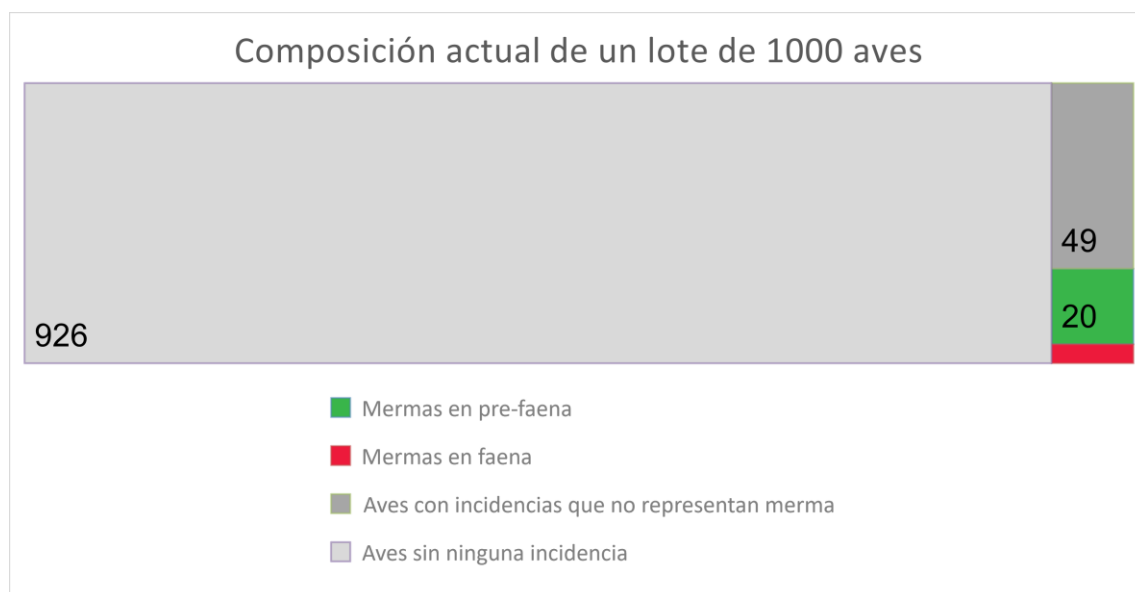 Composición actual de un lote de 1000 aves
49
20
926
Mermas en pre-faena
Mermas en faena
Aves con incidencias que no representan merma
Aves sin ninguna incidencia